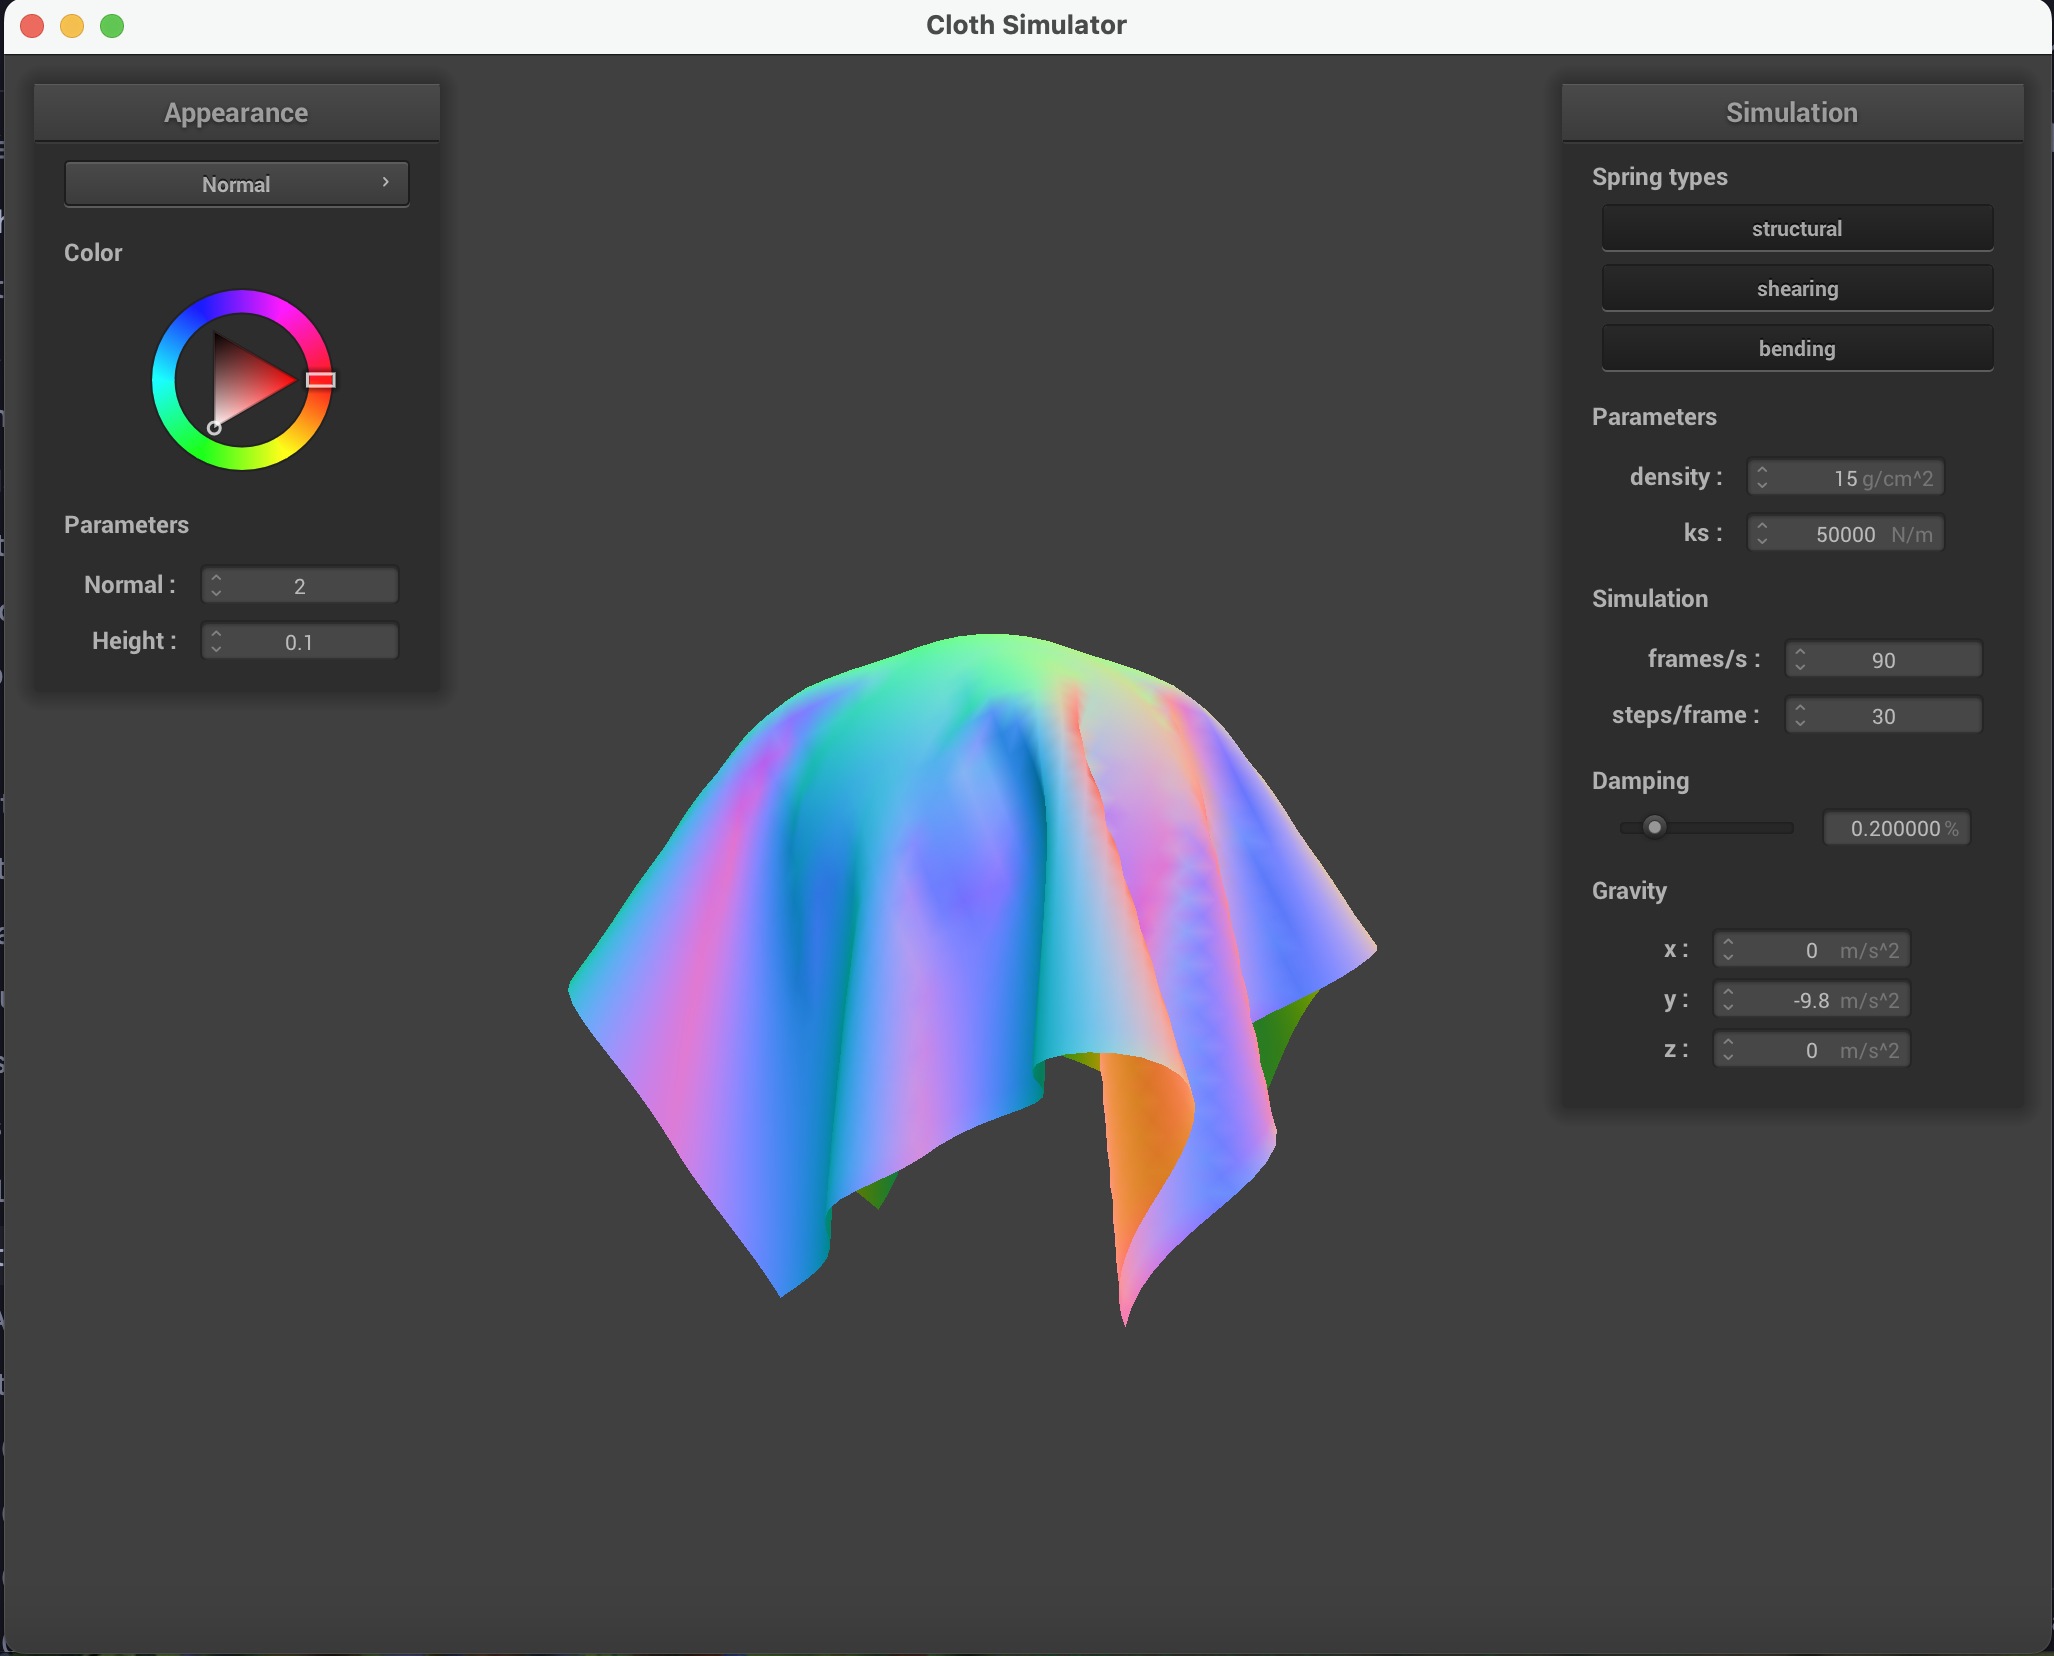 Cloth Simulator
Appearance
Normal
Color
Parameters
Normal : 2
Height : 0.1
Simulation
Spring types
structural
shearing
bending
Parameters
density : 15 g/cm^2
ks : 50000 N/m
Simulation
frames/s : 90
steps/frame : 30
Damping
0.200000 %
Gravity
x : 0 m/s^2
y : -9.8 m/s^2
z : 0 m/s^2